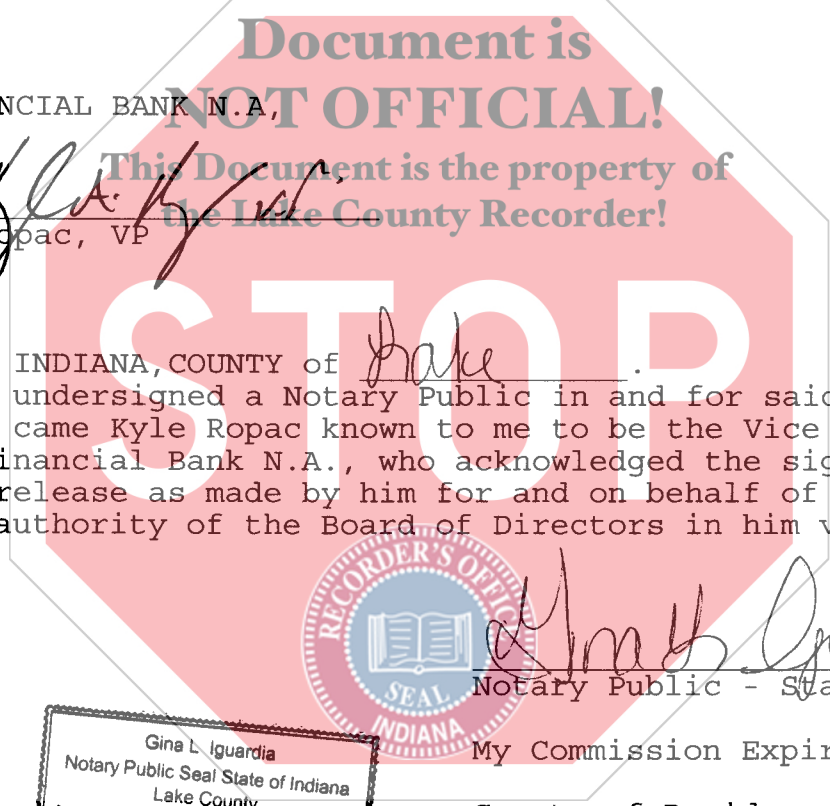 Document is
NOT OFFICIAL!
This Document is the property of
the Lake County Recorder!
NCIAL BANK N.A,
opac, VP
STOP
INDIANA, COUNTY of Lake.
undersigned a Notary Public in and for said
came Kyle Ropac known to me to be the Vice
inancial Bank N.A., who acknowledged the sig
release as made by him for and on behalf of
authority of the Board of Directors in him v
RECORDER'S OFFICE
SEAL
INDIANA
Notary Public - Sta
Gina L Iguardia
Notary Public Seal State of Indiana
Lake County
My Commission Expir